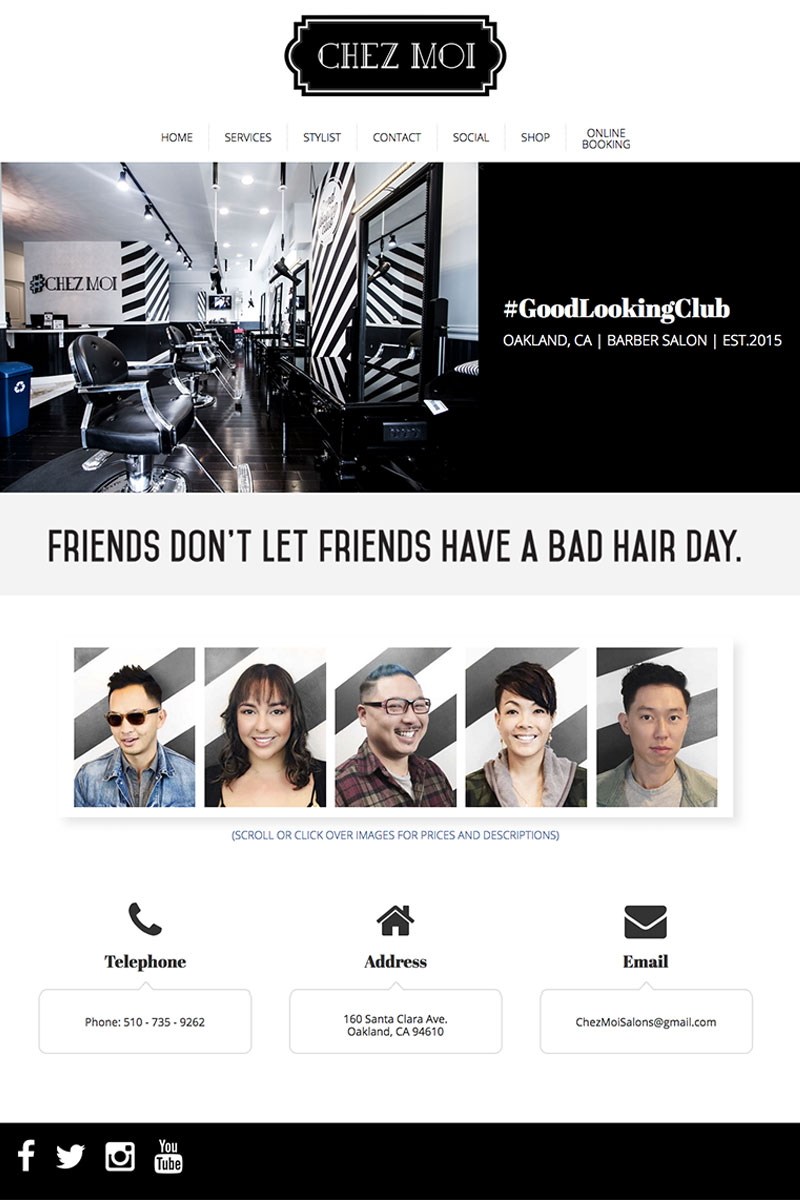 CHEZ MOI
HOME
SERVICES
STYLIST
CONTACT
SOCIAL
SHOP
ONLINE
BOOKING
#CHEZ MOI
#GoodLookingClub
OAKLAND, CA | BARBER SALON | EST.2015
FRIENDS DON'T LET FRIENDS HAVE A BAD HAIR DAY.
(SCROLL OR CLICK OVER IMAGES FOR PRICES AND DESCRIPTIONS)
Telephone
Phone: 510 - 735 - 9262
Address
160 Santa Clara Ave.
Oakland, CA 94610
Email
ChezMoiSalons@gmail.com
You
Tube